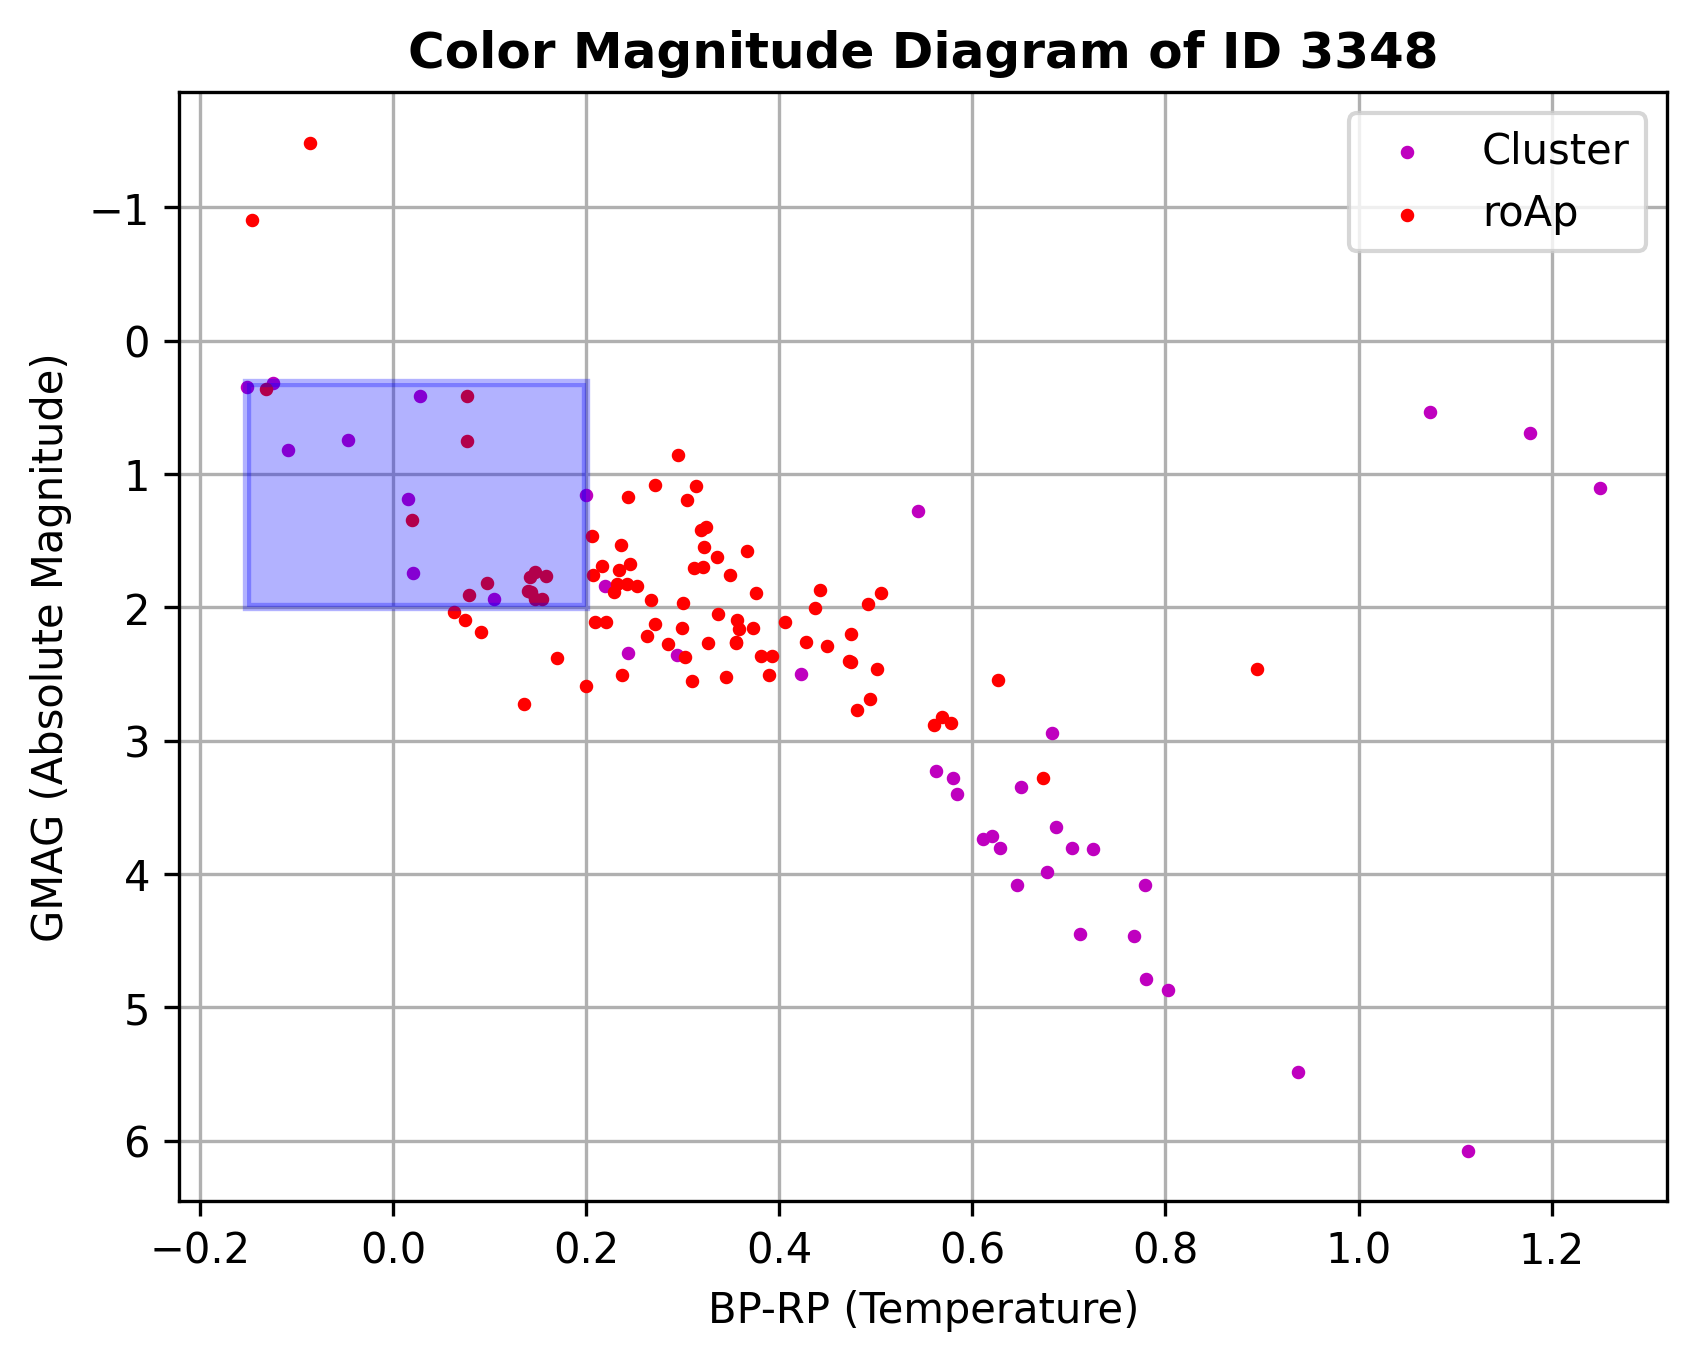 Color Magnitude Diagram of ID 3348
Cluster
roAp
−1
0
1
2
3
4
5
6
GMAG (Absolute Magnitude)
−0.2 0.0 0.2 0.4 0.6 0.8 1.0 1.2
BP-RP (Temperature)